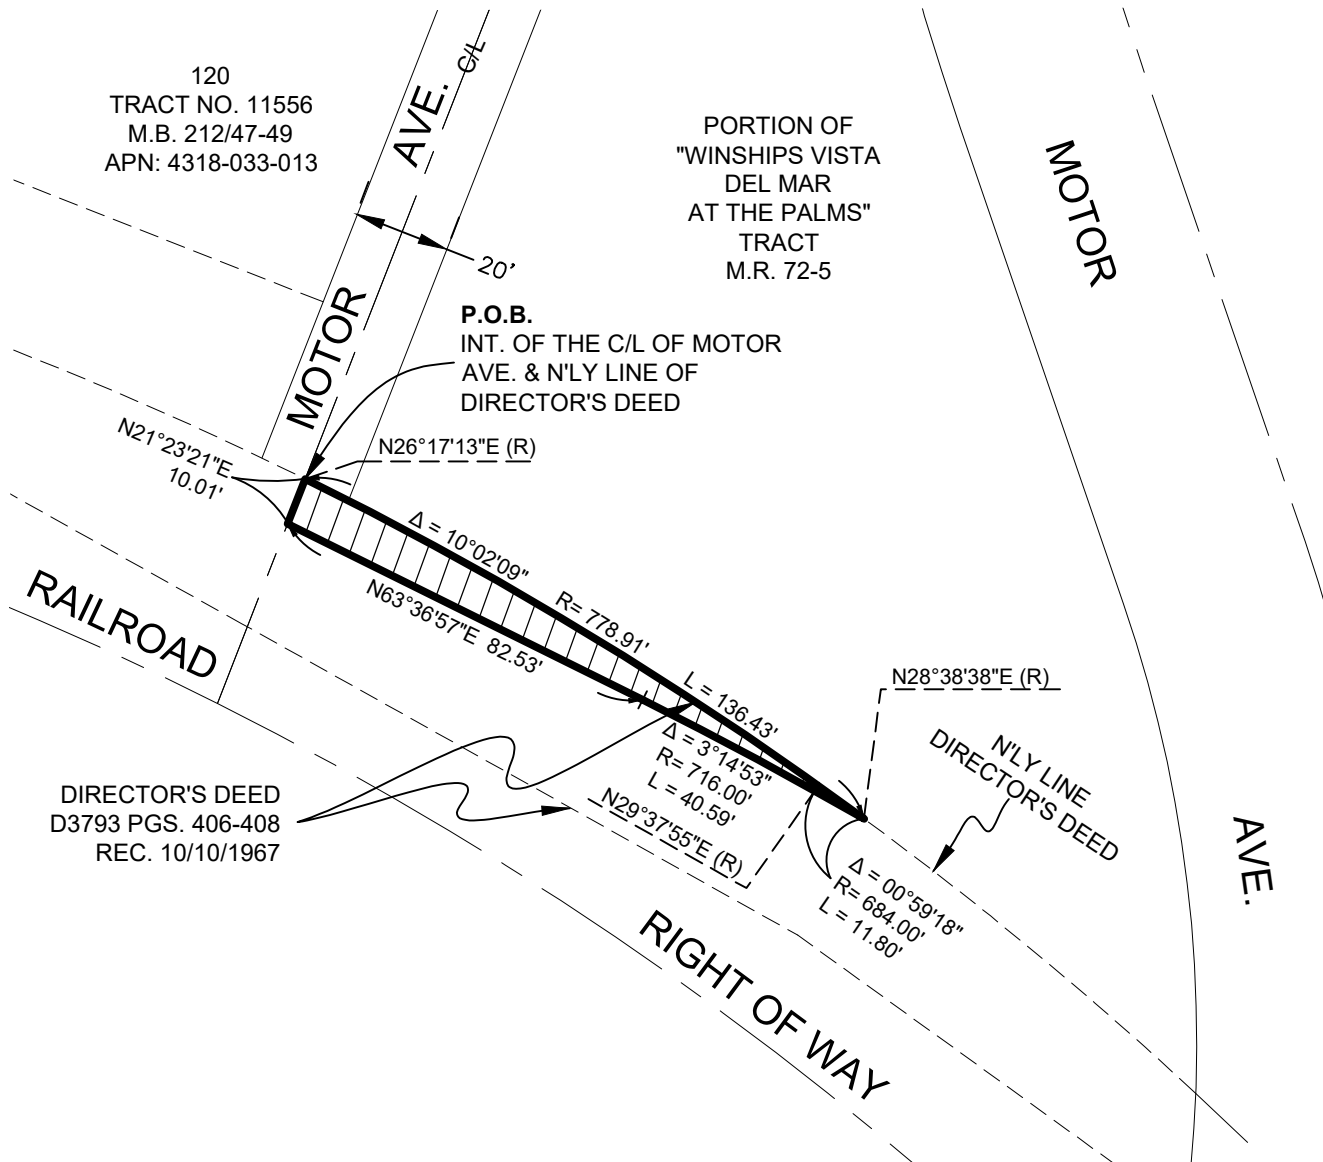 120
TRACT NO. 11556
M.B. 212/47-49
APN: 4318-033-013
MOTOR AVE. C/L
20'
PORTION OF
"WINSHIPS VISTA
DEL MAR
AT THE PALMS"
TRACT
M.R. 72-5
MOTOR AVE.
P.O.B.
INT. OF THE C/L OF MOTOR
AVE. & N'LY LINE OF
DIRECTOR'S DEED
N26°17'13"E (R)
N21°23'21"E
10.01'
Δ = 10°02'09" R= 778.91' L = 136.43'
N63°36'57"E 82.53'
Δ = 3°14'53"
R= 716.00'
L = 40.59'
N29°37'55"E (R)
N28°38'38"E (R)
N'LY LINE
DIRECTOR'S DEED
Δ = 00°59'18"
R= 684.00'
L = 11.80'
DIRECTOR'S DEED
D3793 PGS. 406-408
REC. 10/10/1967
RAILROAD RIGHT OF WAY